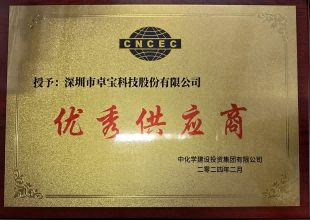 CNCEC
授予：深圳市卓宝科技股份有限公司
优秀供应商
中化学建设投资集团有限公司
二零二四年二月